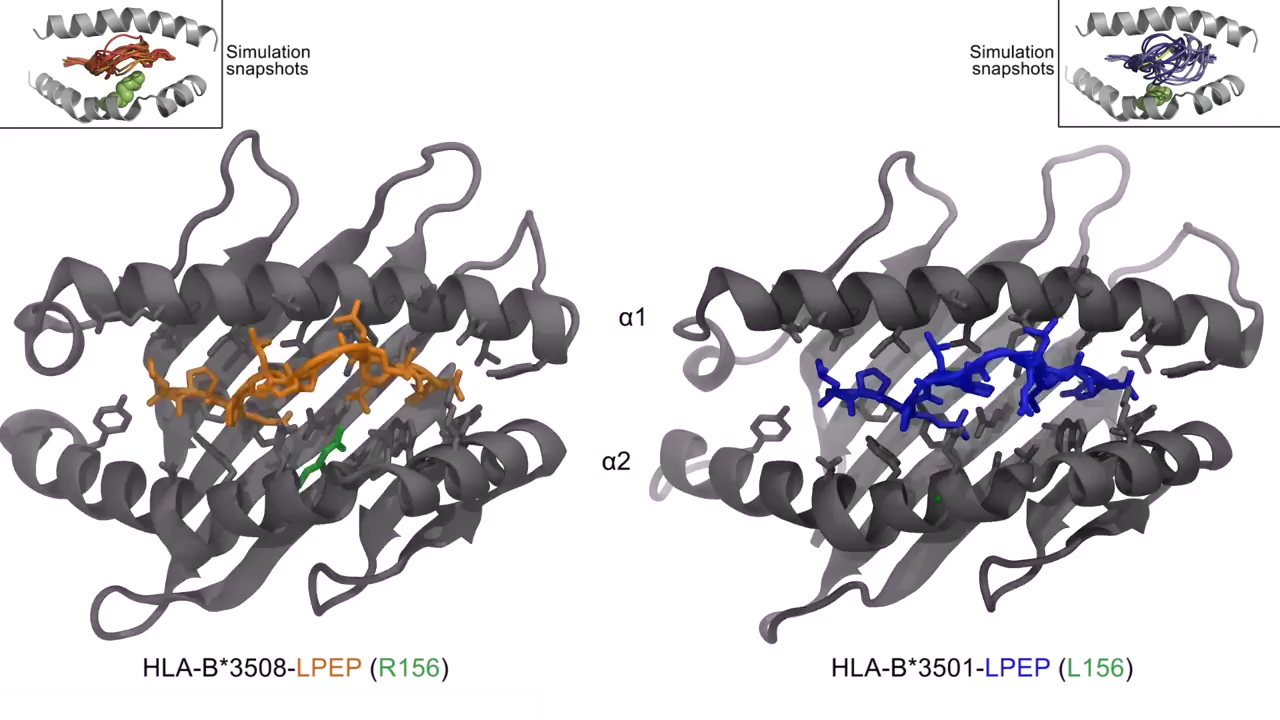 Simulation
snapshots
Simulation
snapshots
α1
α2
HLA-B*3508-LPEP (R156)
HLA-B*3501-LPEP (L156)